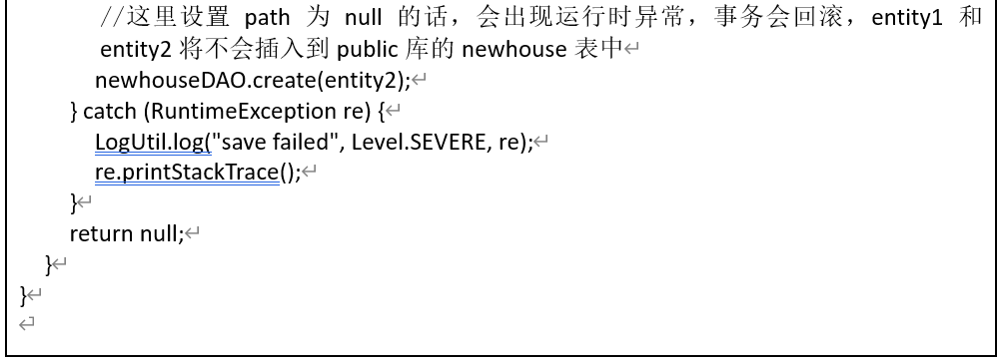 //这里设置 path 为 null 的话，会出现运行时异常，事务会回滚，entity1 和
entity2 将不会插入到 public 库的 newhouse 表中
newhouseDAO.create(entity2);
} catch (RuntimeException re) {
LogUtil.log("save failed", Level.SEVERE, re);
re.printStackTrace();
}
return null;
}
}